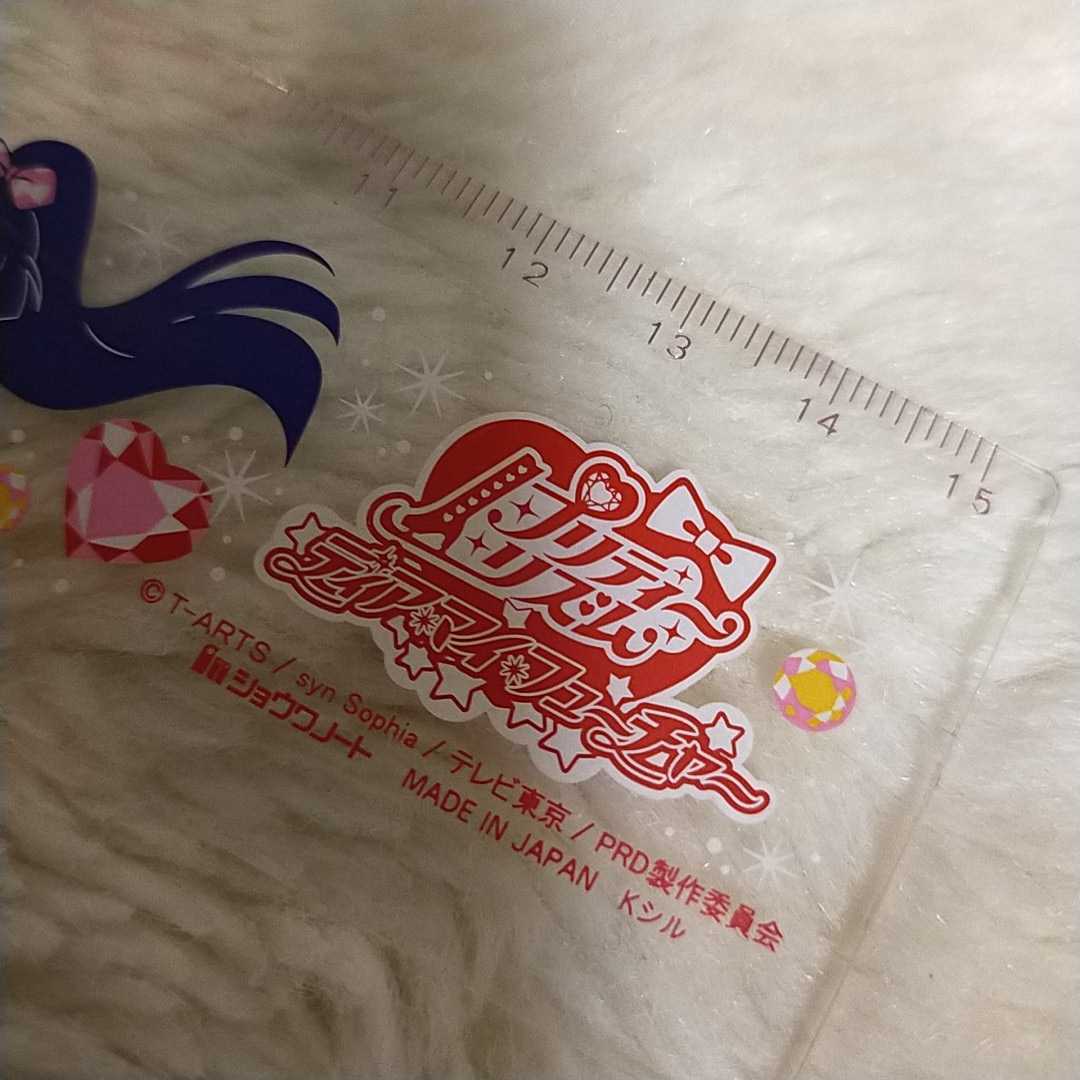 11 12 13 14 15
プリティーリズム
ディアマイフューチャー
© T-ARTS / syn Sophia / テレビ東京 / PRD製作委員会
ショウワノート MADE IN JAPAN Kシル